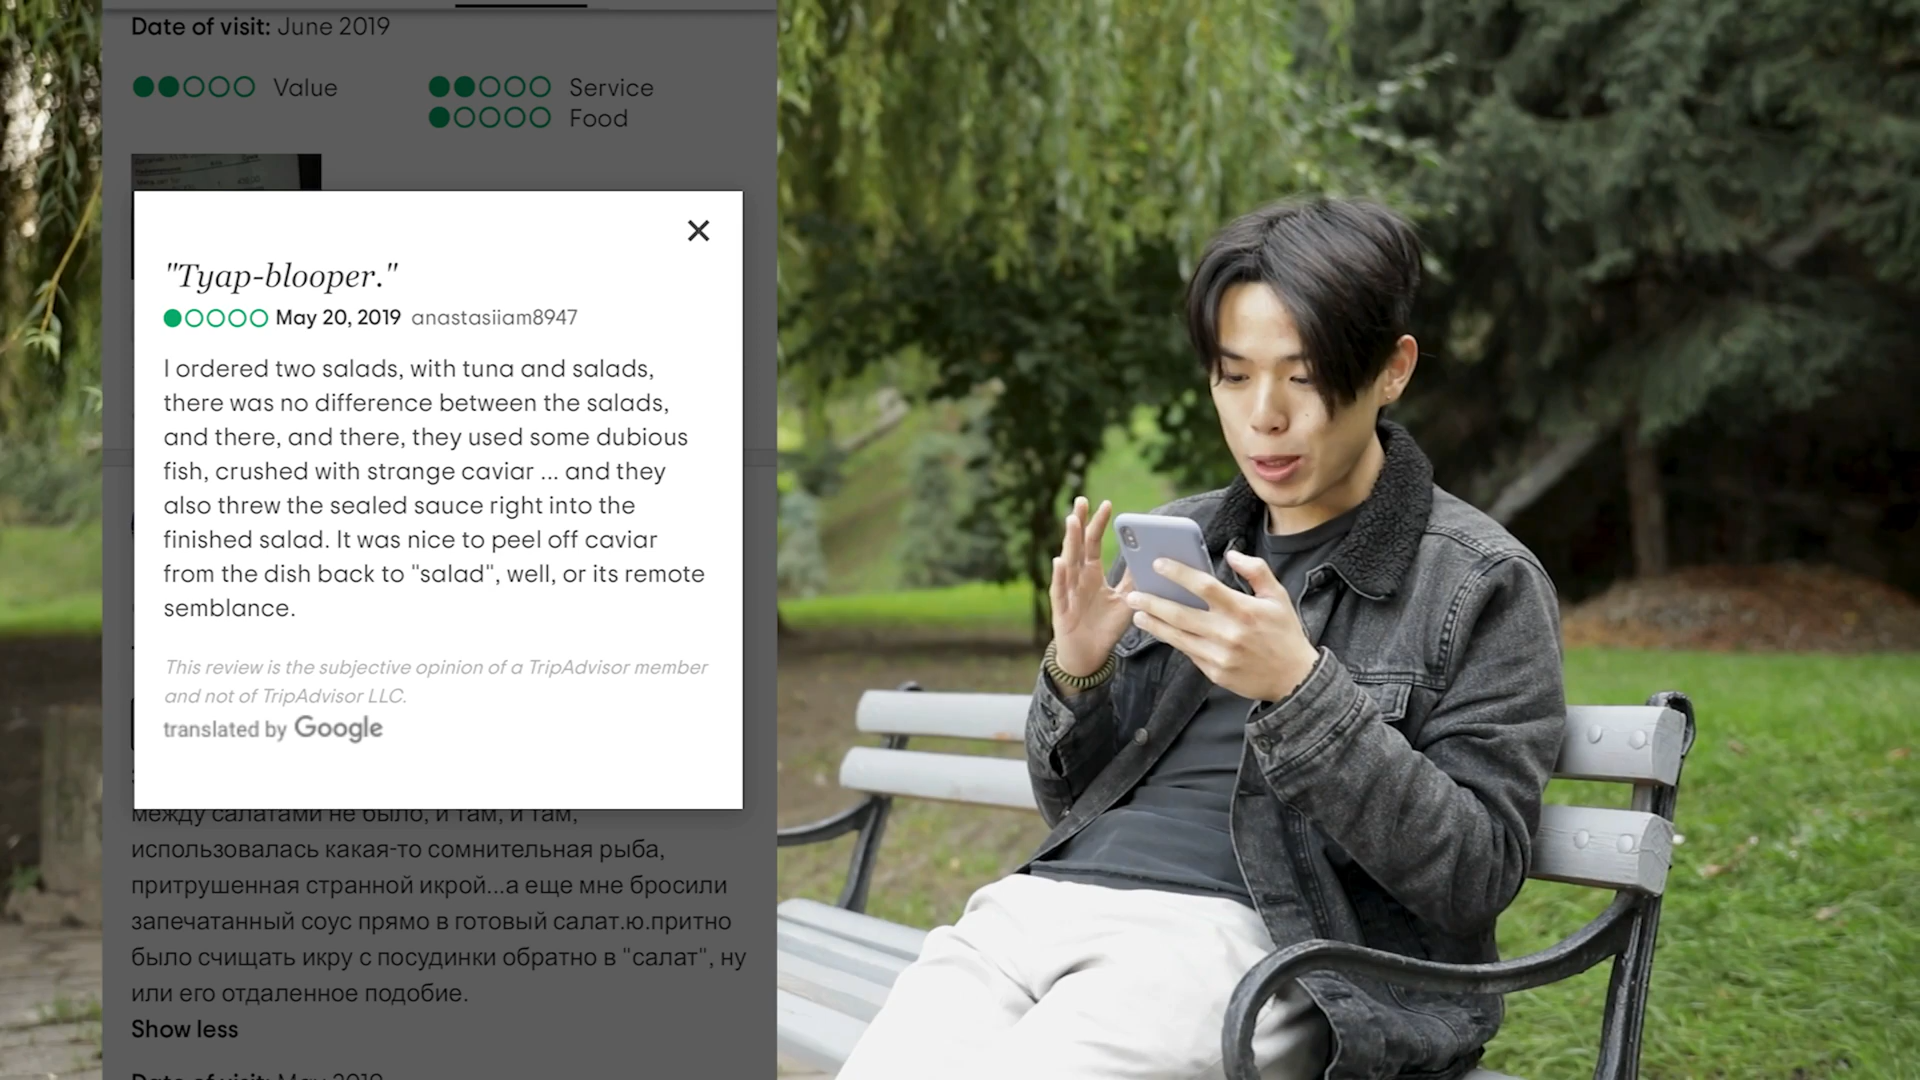 Date of visit: June 2019
Value
Service
Food
"Tyap-blooper."
May 20, 2019 anastasiiam8947
I ordered two salads, with tuna and salads,
there was no difference between the salads,
and there, and there, they used some dubious
fish, crushed with strange caviar ... and they
also threw the sealed sauce right into the
finished salad. It was nice to peel off caviar
from the dish back to "salad", well, or its remote
semblance.
This review is the subjective opinion of a TripAdvisor member
and not of TripAdvisor LLC.
translated by Google
между салатами не было, и там, и там,
использовалась какая-то сомнительная рыба,
притрушенная странной икрой...а еще мне бросили
запечатанный соус прямо в готовый салат.ю.притно
было счищать икру с посудинки обратно в "салат", ну
или его отдаленное подобие.
Show less
Date of visit: May 2019